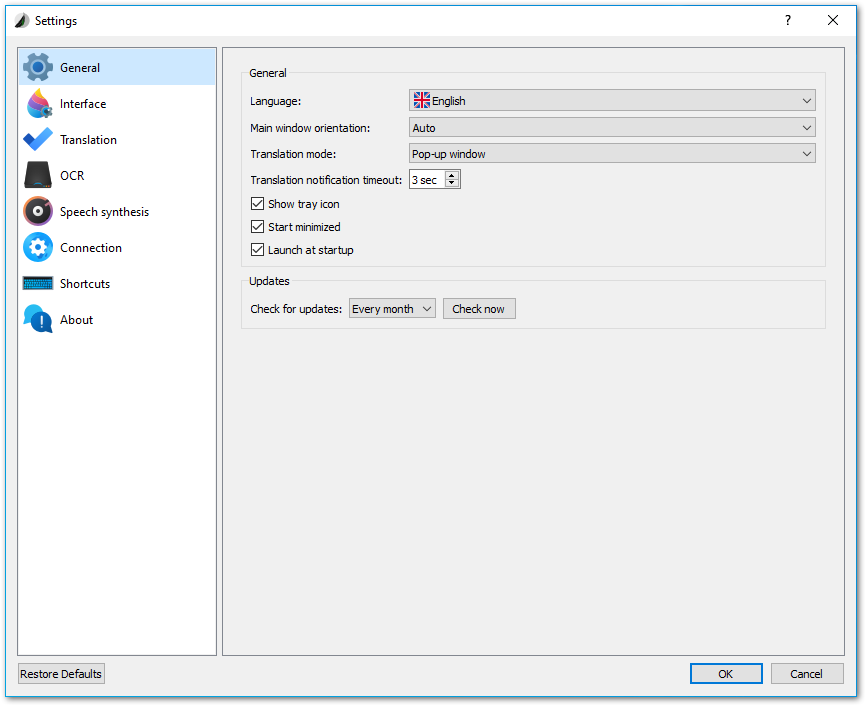 Settings
?
General
Interface
Translation
OCR
Speech synthesis
Connection
Shortcuts
About
General
Language: English
Main window orientation: Auto
Translation mode: Pop-up window
Translation notification timeout: 3 sec
Show tray icon
Start minimized
Launch at startup
Updates
Check for updates: Every month Check now
Restore Defaults OK Cancel